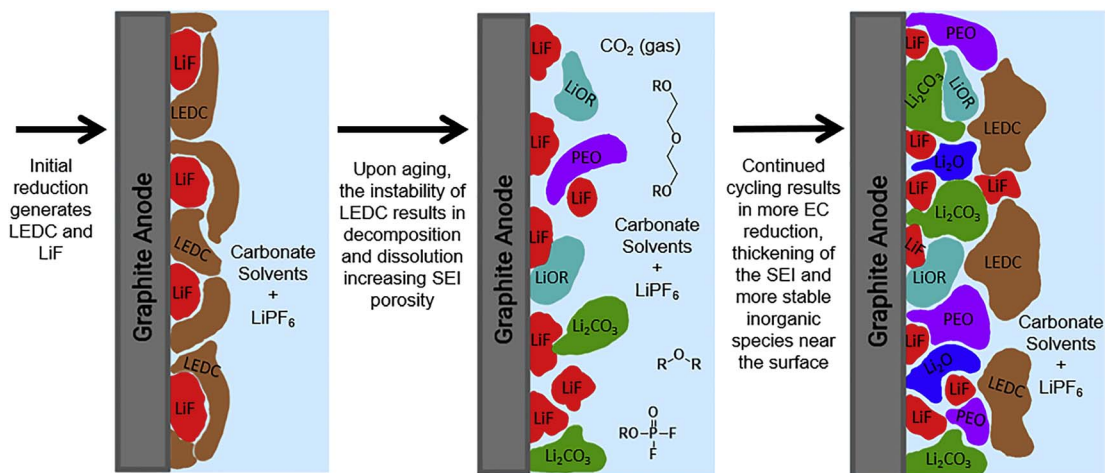 Initial
reduction
generates
LEDC and
LiF
Graphite Anode
LiF
LEDC
LiF
LEDC
LiF
LEDC
LiF
Carbonate
Solvents
+
LiPF₆
Upon aging,
the instability of
LEDC results in
decomposition
and dissolution
increasing SEI
porosity
Graphite Anode
LiF
CO₂ (gas)
LiOR
RO
LiF
O
PEO
LiF
RO
LiF
LiOR
Carbonate
Solvents
+
LiPF₆
Li₂CO₃
LiF
R O R
LiF
LiF
O
RO P F
F
Li₂CO₃
Continued
cycling results
in more EC
reduction,
thickening of
the SEI and
more stable
inorganic
species near
the surface
Graphite Anode
PEO
LiF
Li₂CO₃
LiOR
LEDC
LiF
Li₂O
LiF
LiF
Li₂CO₃
LiF
LEDC
LiOR
PEO
LiF
Carbonate
Solvents
+
LiPF₆
Li₂O
LiF
LEDC
LiF
PEO
Li₂CO₃